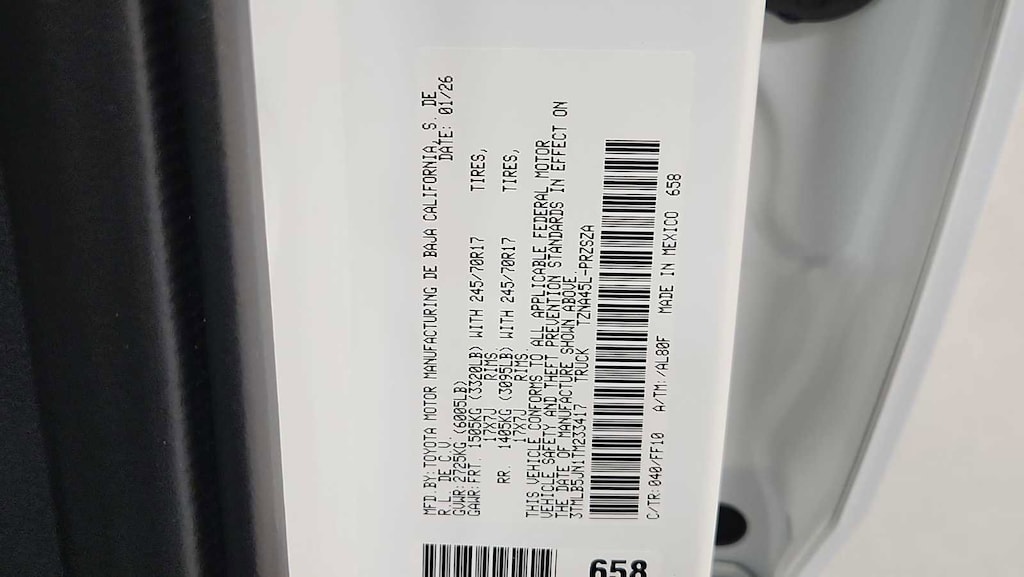 MFD.BY:TOYOTA MOTOR MANUFACTURING DE BAJA CALIFORNIA, S. DE
R.L. DE C.V. DATE: 01/26
GVWR:2725KG (6005LB)
GAWR:FRT. 1505KG (3320LB) WITH 245/70R17 TIRES,
17X7J RIMS
RR. 1405KG (3095LB) WITH 245/70R17 TIRES,
17X7J RIMS.
THIS VEHICLE CONFORMS TO ALL APPLICABLE FEDERAL MOTOR
VEHICLE SAFETY AND THEFT PREVENTION STANDARDS IN EFFECT ON
THE DATE OF MANUFACTURE SHOWN ABOVE.
3TMLB5JN1TM233417 TRUCK TZNA45L-PRZSZA
C/TR:040/FF10 A/TM:/AL80F MADE IN MEXICO 658
658